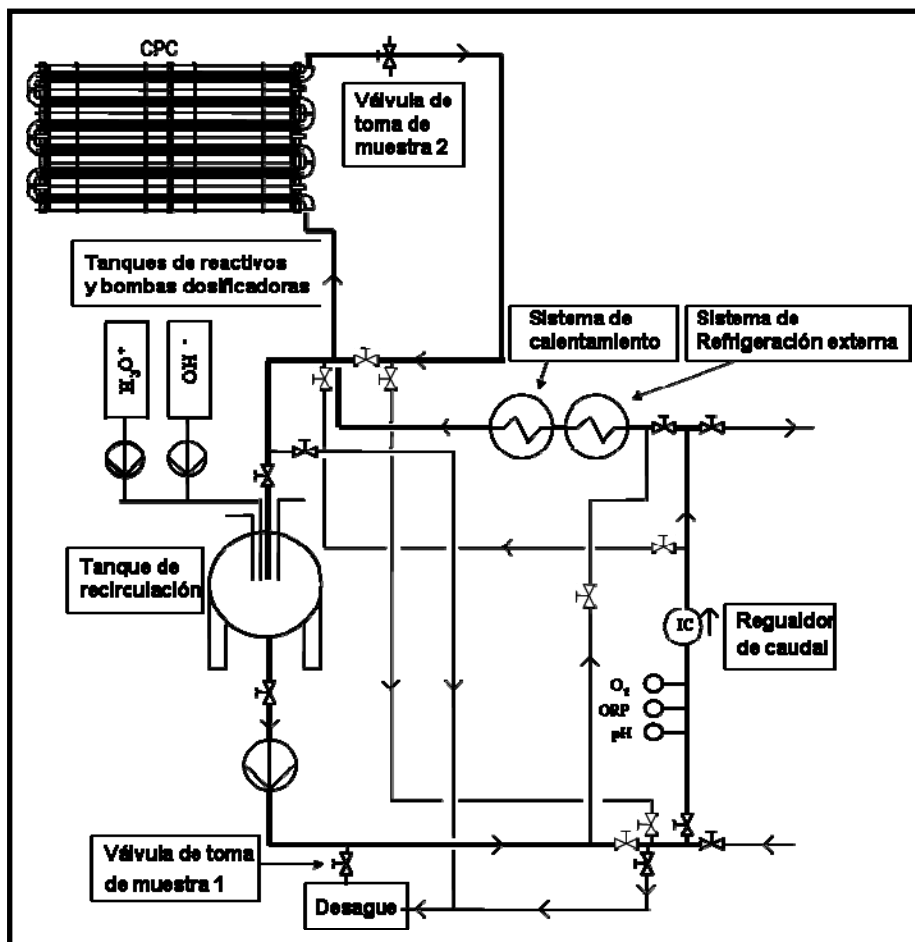 CPC
Válvula de
toma de
muestra 2
Tanques de reactivos
y bombas dosificadoras
Sistema de
calentamiento
Sistema de
Refrigeración externa
H₃O⁺
OH⁻
Tanque de
recirculación
IC
Regualdor
de caudal
O₂
ORP
pH
Válvula de toma
de muestra 1
Desague